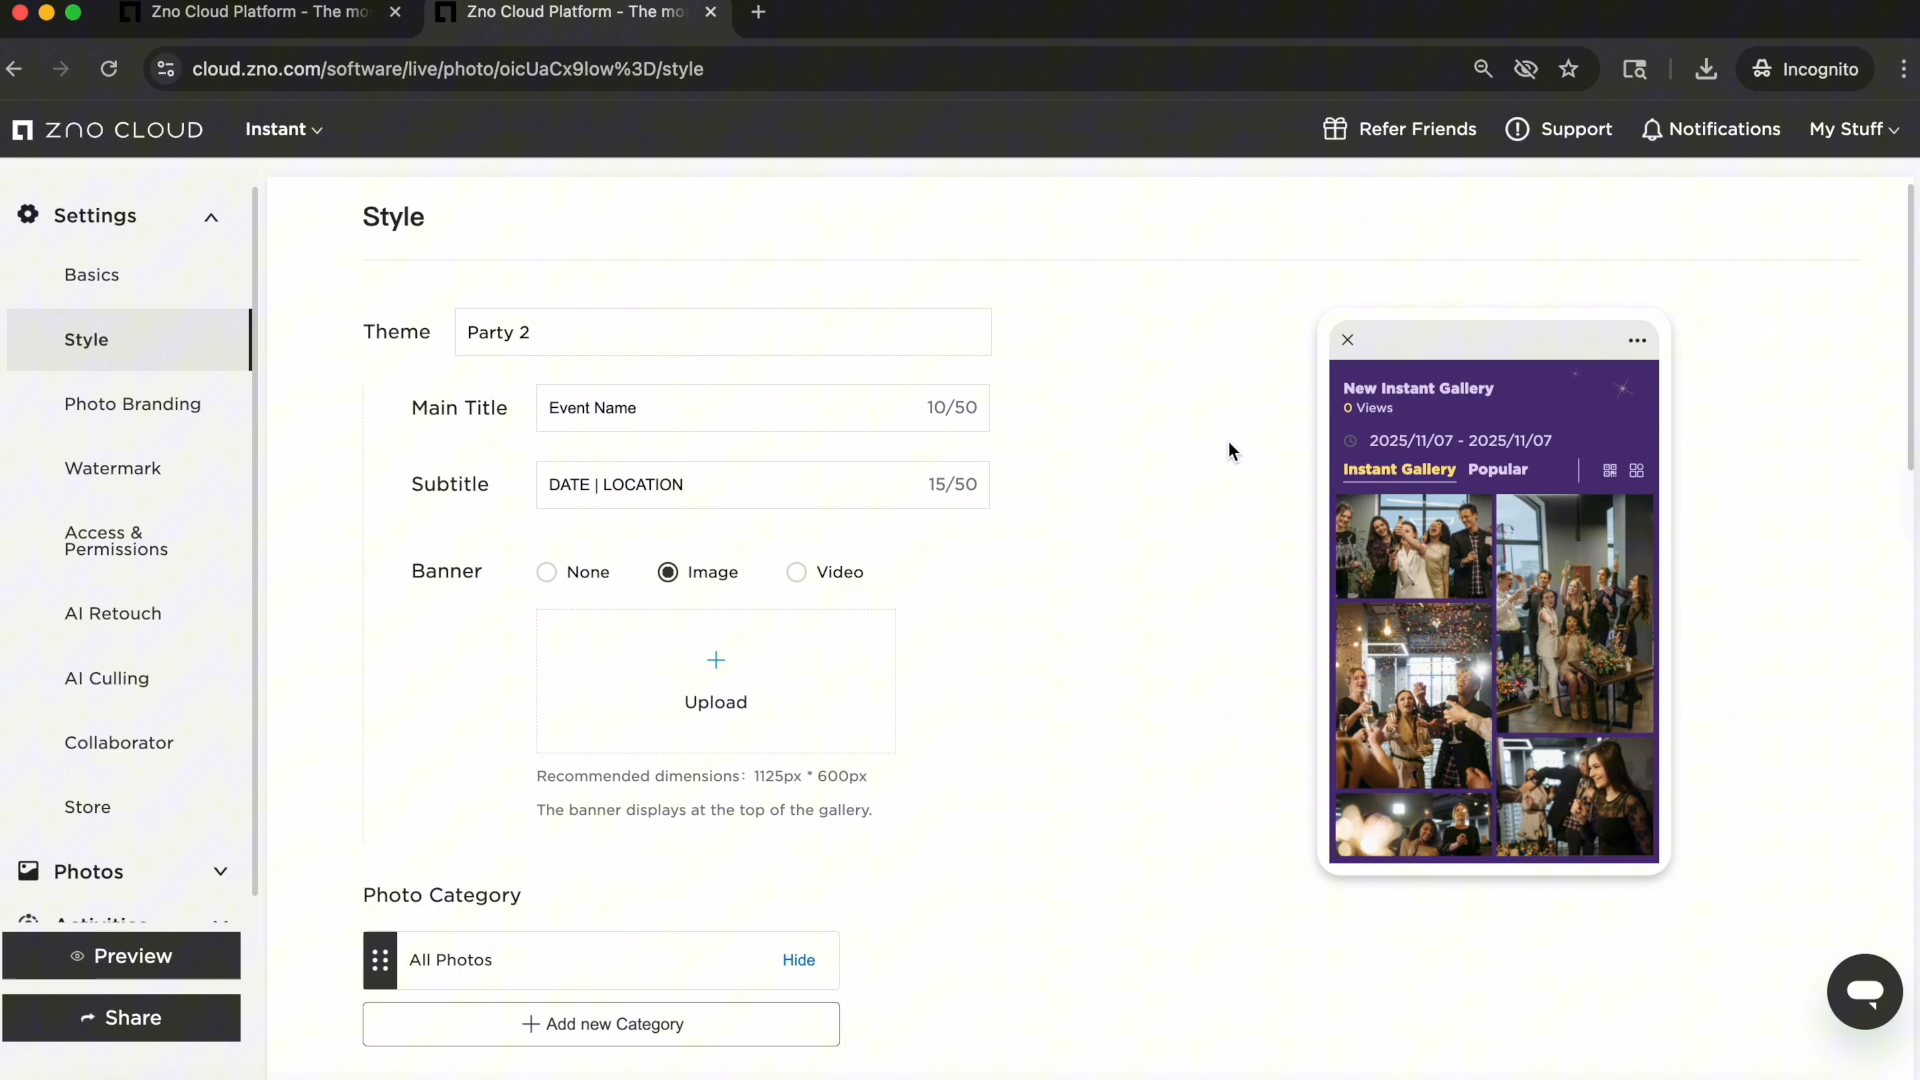 Zno Cloud Platform - The mo
Zno Cloud Platform - The mo
cloud.zno.com/software/live/photo/oicUaCx9low%3D/style
Incognito
ZNO CLOUD
Instant
Refer Friends
Support
Notifications
My Stuff
Settings
Basics
Style
Photo Branding
Watermark
Access &
Permissions
AI Retouch
AI Culling
Collaborator
Store
Photos
Preview
Share
Style
Theme
Party 2
Main Title
Event Name
10/50
Subtitle
DATE | LOCATION
15/50
Banner
None
Image
Video
+
Upload
Recommended dimensions: 1125px * 600px
The banner displays at the top of the gallery.
Photo Category
All Photos
Hide
+ Add new Category
New Instant Gallery
0 Views
2025/11/07 - 2025/11/07
Instant Gallery
Popular